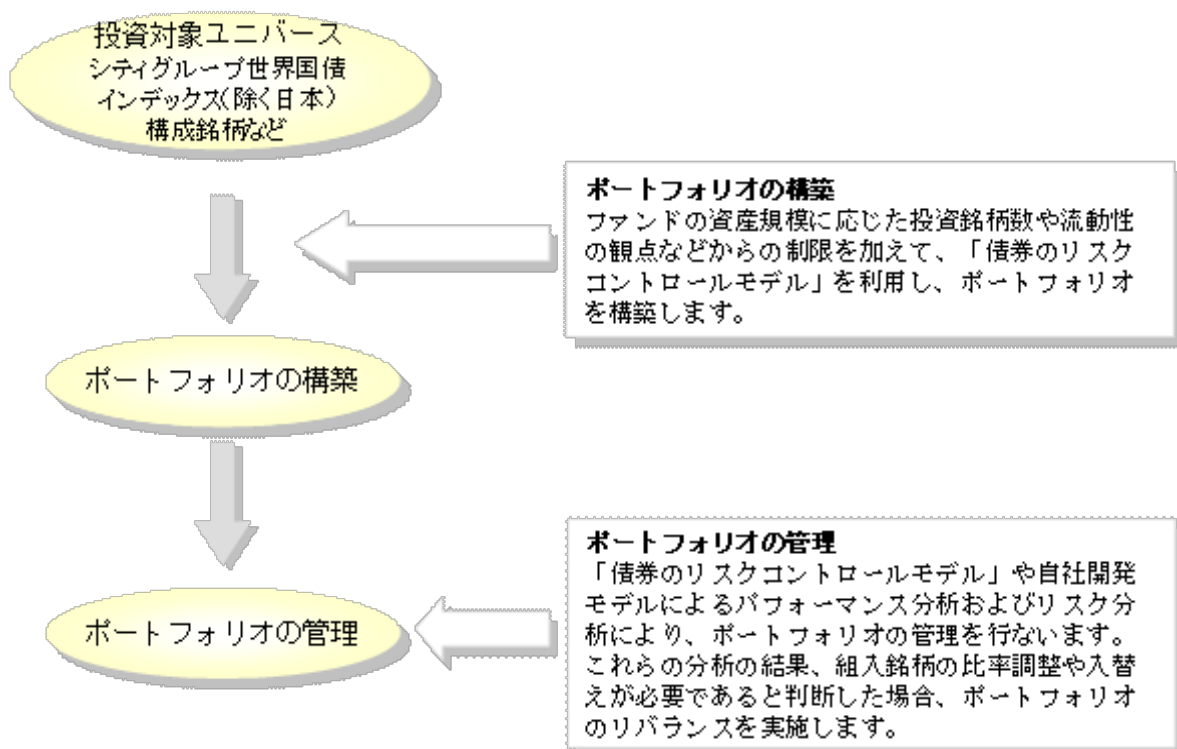 投資対象ユニバース
シティグループ世界国債
インデックス(除く日本)
構成銘柄など
ポートフォリオの構築
ファンドの資産規模に応じた投資銘柄数や流動性
の観点などからの制限を加えて、「債券のリスク
コントロールモデル」を利用し、ポートフォリオ
を構築します。
ポートフォリオの構築
ポートフォリオの管理
「債券のリスクコントロールモデル」や自社開発
モデルによるパフォーマンス分析およびリスク分
析により、ポートフォリオの管理を行ないます。
これらの分析の結果、組入銘柄の比率調整や入替
えが必要であると判断した場合、ポートフォリオ
のリバランスを実施します。
ポートフォリオの管理